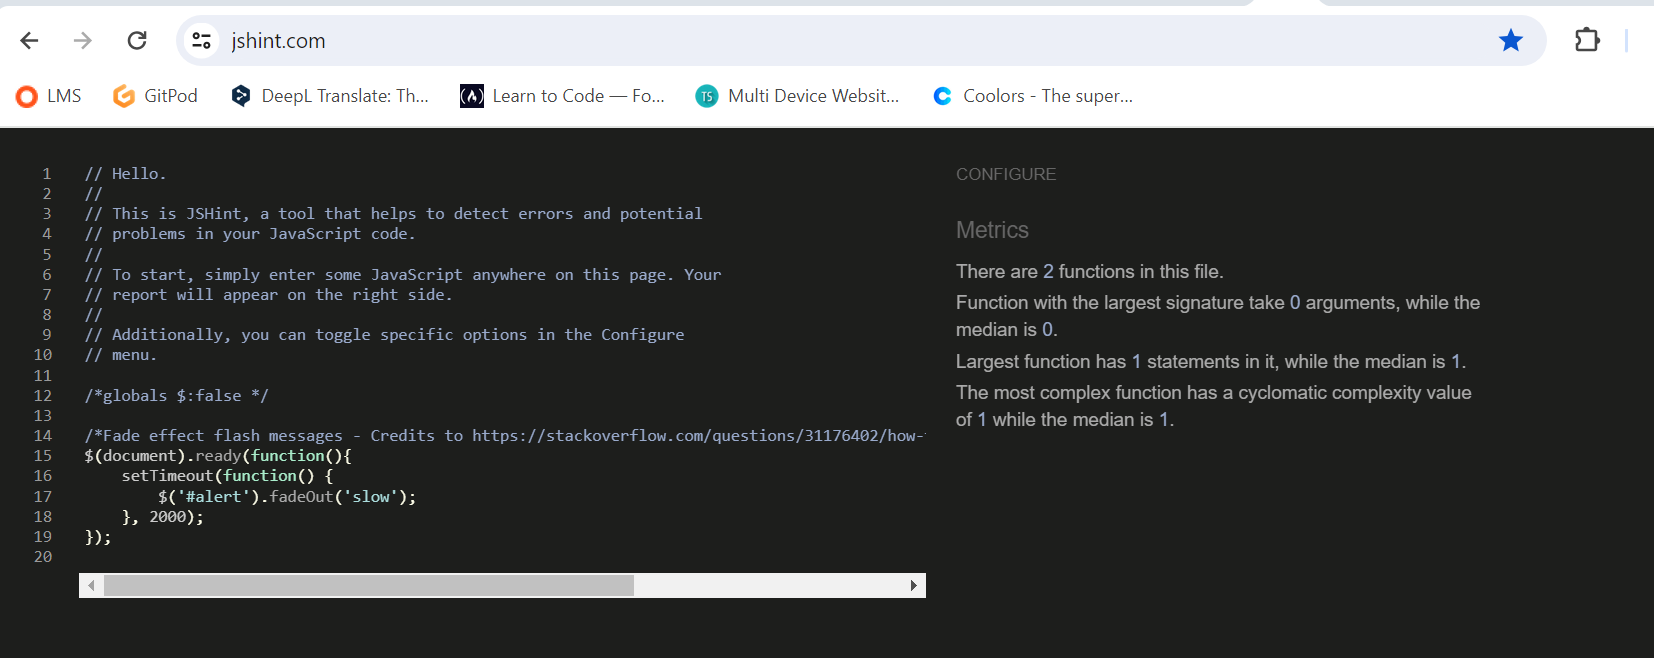 jshint.com
LMS
GitPod
DeepL Translate: Th...
Learn to Code — Fo...
TS
Multi Device Websit...
Coolors - The super...
1 // Hello.
2 //
3 // This is JSHint, a tool that helps to detect errors and potential
4 // problems in your JavaScript code.
5 //
6 // To start, simply enter some JavaScript anywhere on this page. Your
7 // report will appear on the right side.
8 //
9 // Additionally, you can toggle specific options in the Configure
10 // menu.
11
12 /*globals $:false */
13
14 /*Fade effect flash messages - Credits to https://stackoverflow.com/questions/31176402/how-
15 $(document).ready(function(){
16     setTimeout(function() {
17         $('#alert').fadeOut('slow');
18     }, 2000);
19 });
20
CONFIGURE
Metrics
There are 2 functions in this file.
Function with the largest signature take 0 arguments, while the
median is 0.
Largest function has 1 statements in it, while the median is 1.
The most complex function has a cyclomatic complexity value
of 1 while the median is 1.